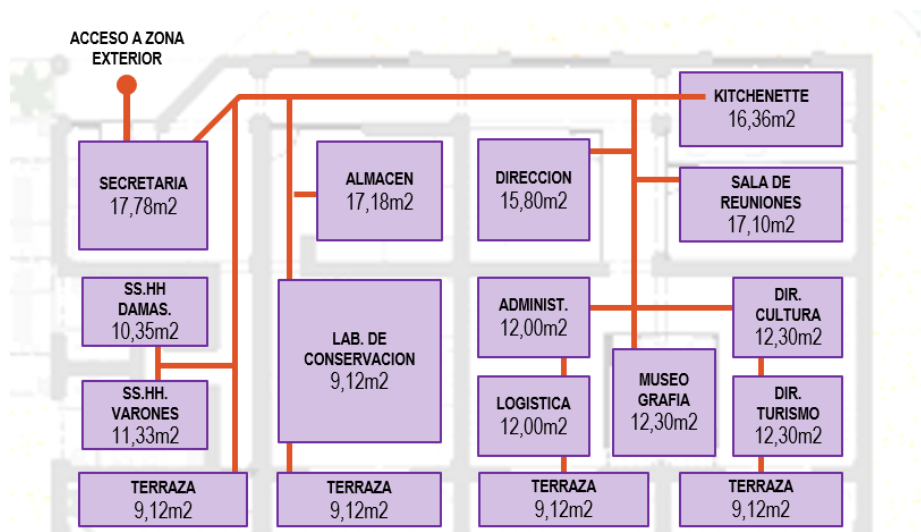 ACCESO A ZONA
EXTERIOR
KITCHENETTE
16,36m2
SECRETARIA
17,78m2
ALMACEN
17,18m2
DIRECCION
15,80m2
SALA DE
REUNIONES
17,10m2
SS.HH
DAMAS.
10,35m2
LAB. DE
CONSERVACION
9,12m2
ADMINIST.
12,00m2
DIR.
CULTURA
12,30m2
SS.HH.
VARONES
11,33m2
LOGISTICA
12,00m2
MUSEO
GRAFIA
12,30m2
DIR.
TURISMO
12,30m2
TERRAZA
9,12m2
TERRAZA
9,12m2
TERRAZA
9,12m2
TERRAZA
9,12m2